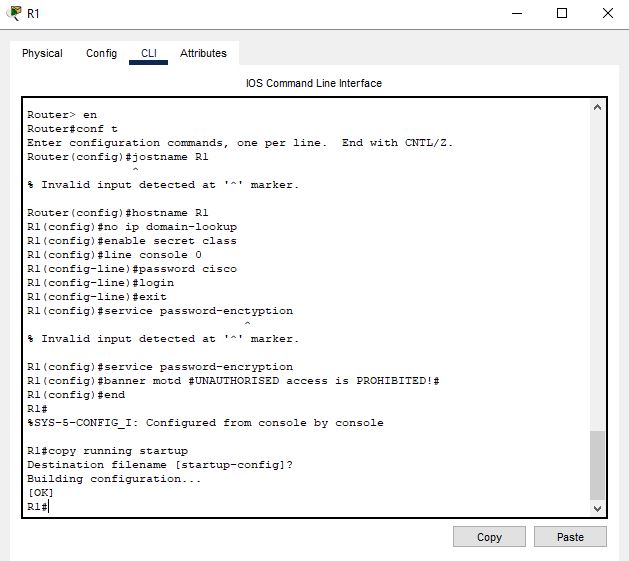 R1
Physical Config CLI Attributes
IOS Command Line Interface
Router> en
Router#conf t
Enter configuration commands, one per line.  End with CNTL/Z.
Router(config)#jostname R1
^
% Invalid input detected at '^' marker.
Router(config)#hostname R1
R1(config)#no ip domain-lookup
R1(config)#enable secret class
R1(config)#line console 0
R1(config-line)#password cisco
R1(config-line)#login
R1(config-line)#exit
R1(config)#service password-enctyption
^
% Invalid input detected at '^' marker.
R1(config)#service password-encryption
R1(config)#banner motd #UNAUTHORISED access is PROHIBITED!#
R1(config)#end
R1#
%SYS-5-CONFIG_I: Configured from console by console
R1#copy running startup
Destination filename [startup-config]?
Building configuration...
[OK]
R1#
Copy Paste